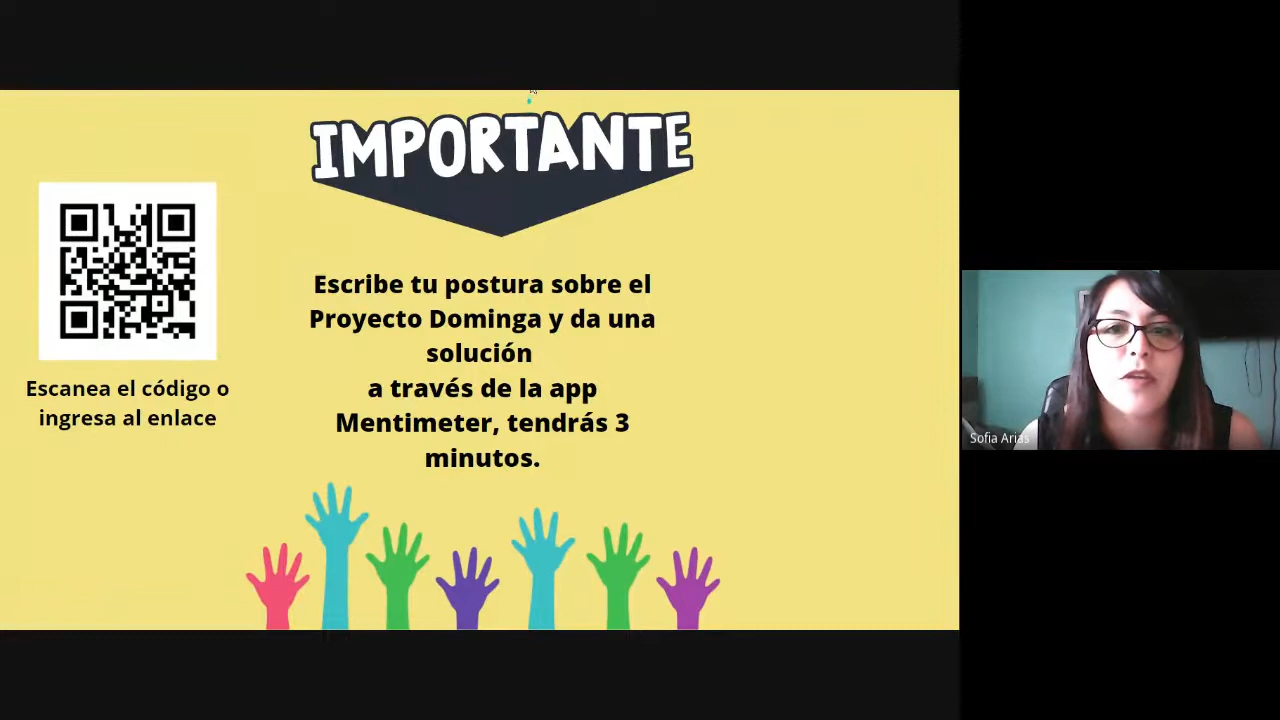 IMPORTANTE
Escribe tu postura sobre el
Proyecto Dominga y da una
solución
a través de la app
Mentimeter, tendrás 3
minutos.
Escanea el código o
ingresa al enlace
Sofia Arias